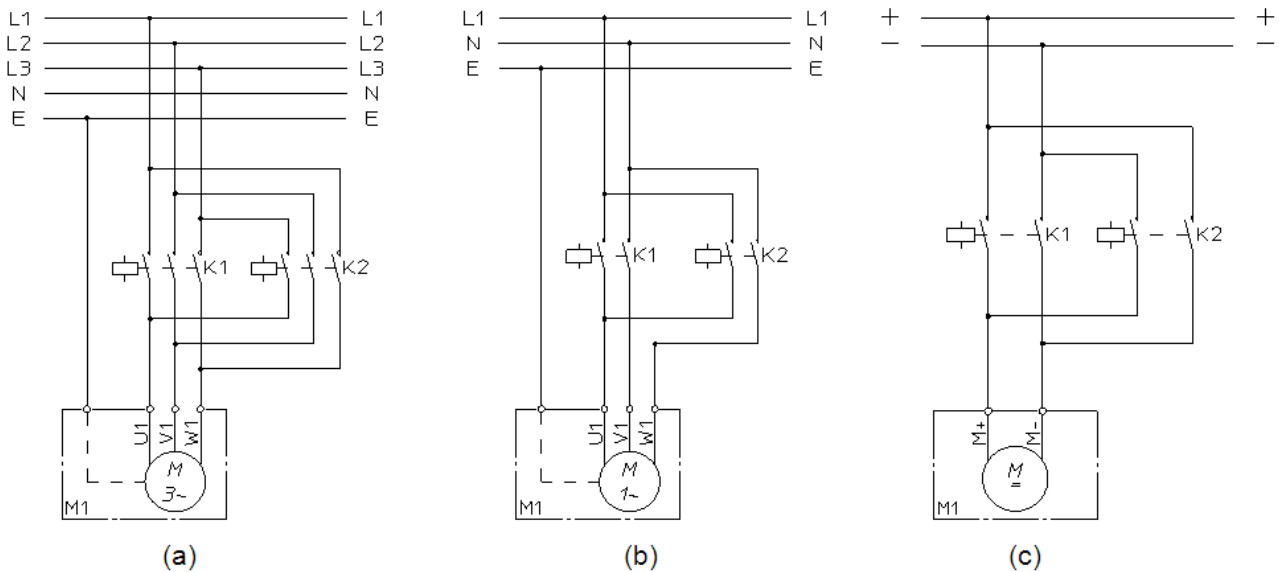 L1 L1
L2 L2
L3 L3
N N
E E
K1 K2
U1 V1 W1
M
3~
M1
(a)
L1 L1
N N
E E
K1 K2
U1 V1 W1
M
1~
M1
(b)
+ +
− −
K1 K2
M+ M-
M
=
M1
(c)